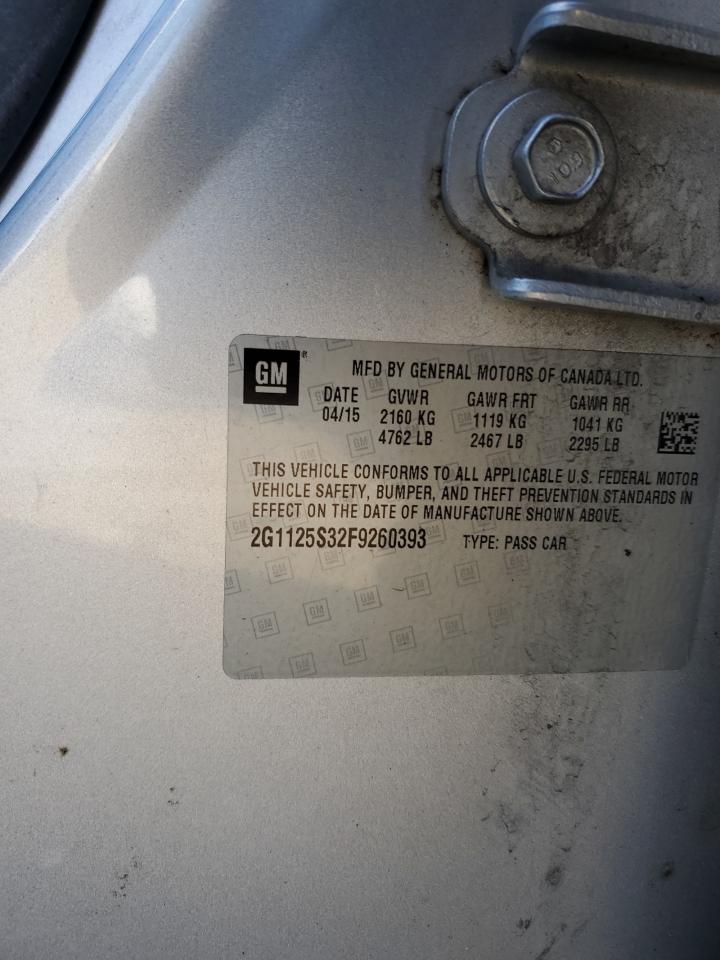 GM
MFD BY GENERAL MOTORS OF CANADA LTD.
DATE GVWR GAWR FRT GAWR RR
04/15 2160 KG 1119 KG 1041 KG
4762 LB 2467 LB 2295 LB
THIS VEHICLE CONFORMS TO ALL APPLICABLE U.S. FEDERAL MOTOR
VEHICLE SAFETY, BUMPER, AND THEFT PREVENTION STANDARDS IN
EFFECT ON THE DATE OF MANUFACTURE SHOWN ABOVE.
2G1125S32F9260393 TYPE: PASS CAR